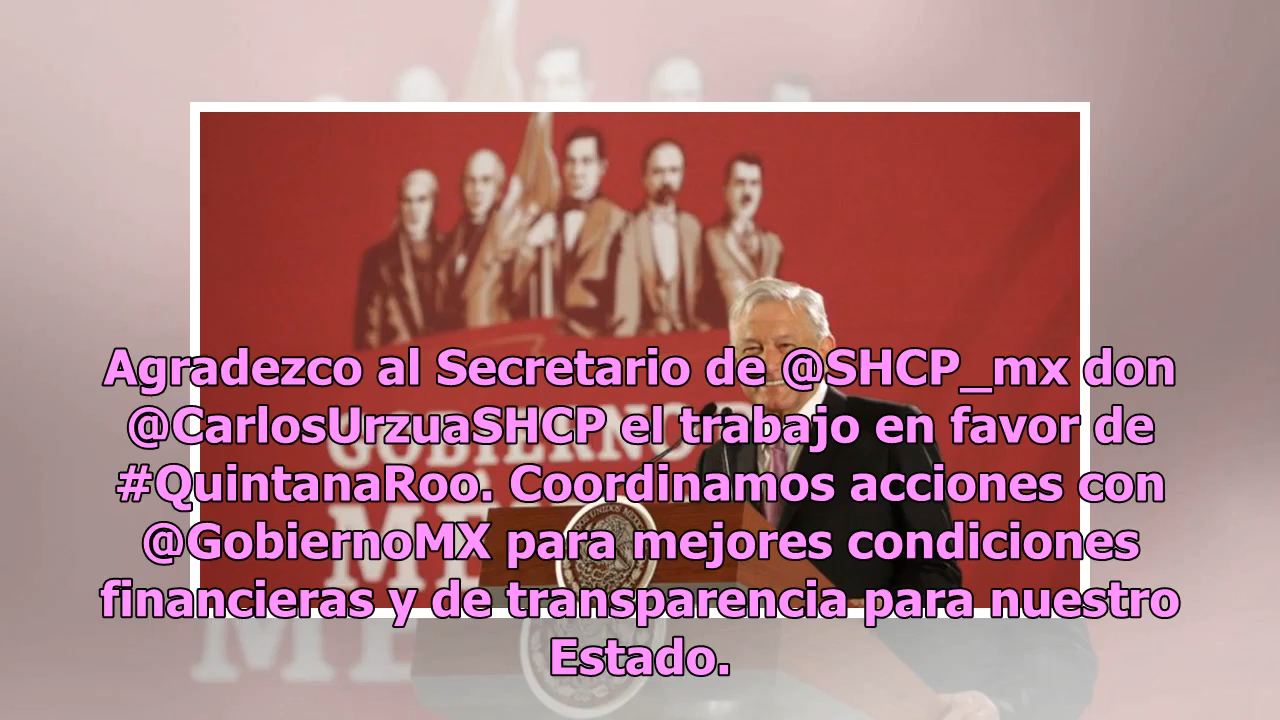 Agradezco al Secretario de @SHCP_mx don
@CarlosUrzuaSHCP el trabajo en favor de
#QuintanaRoo. Coordinamos acciones con
@GobiernoMX para mejores condiciones
financieras y de transparencia para nuestro
Estado.
GOBIERNO